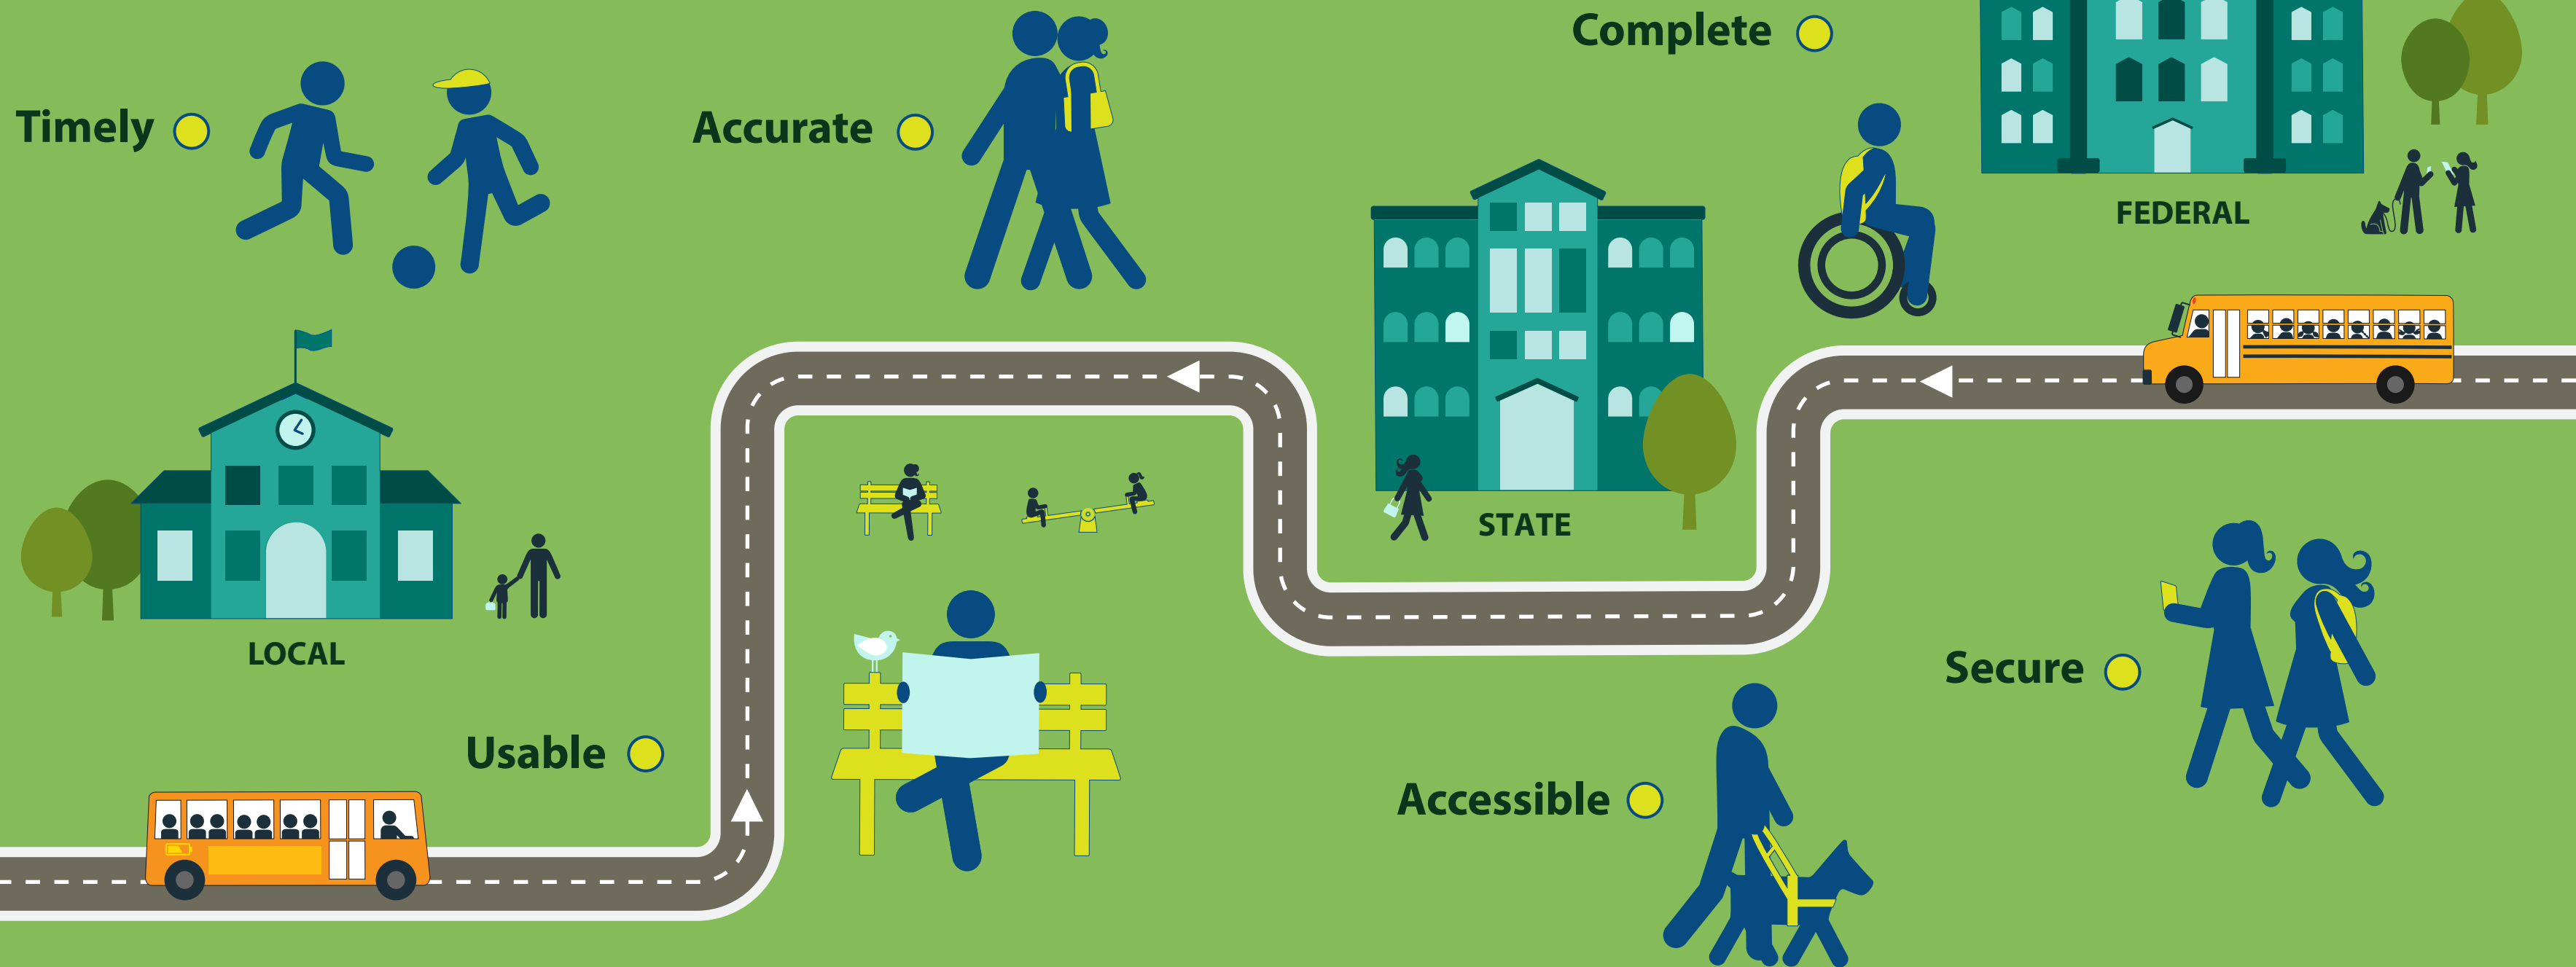 Complete
Timely
Accurate
FEDERAL
STATE
LOCAL
Secure
Usable
Accessible